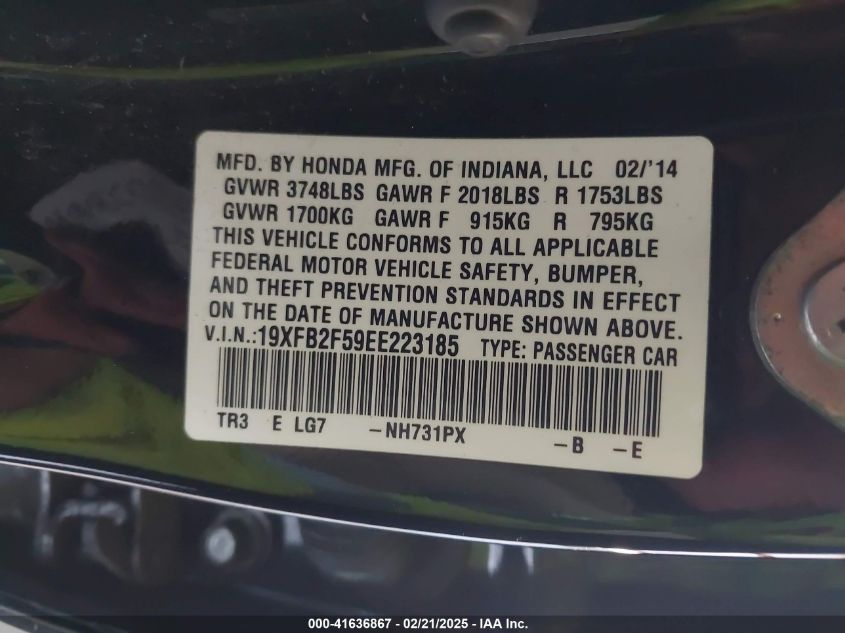 MFD. BY HONDA MFG. OF INDIANA, LLC 02/'14
GVWR 3748LBS GAWR F 2018LBS R 1753LBS
GVWR 1700KG GAWR F 915KG R 795KG
THIS VEHICLE CONFORMS TO ALL APPLICABLE
FEDERAL MOTOR VEHICLE SAFETY, BUMPER,
AND THEFT PREVENTION STANDARDS IN EFFECT
ON THE DATE OF MANUFACTURE SHOWN ABOVE.
V.I.N.:19XFB2F59EE223185 TYPE: PASSENGER CAR
TR3 E LG7 -NH731PX -B -E
000-41636867 - 02/21/2025 - IAA Inc.